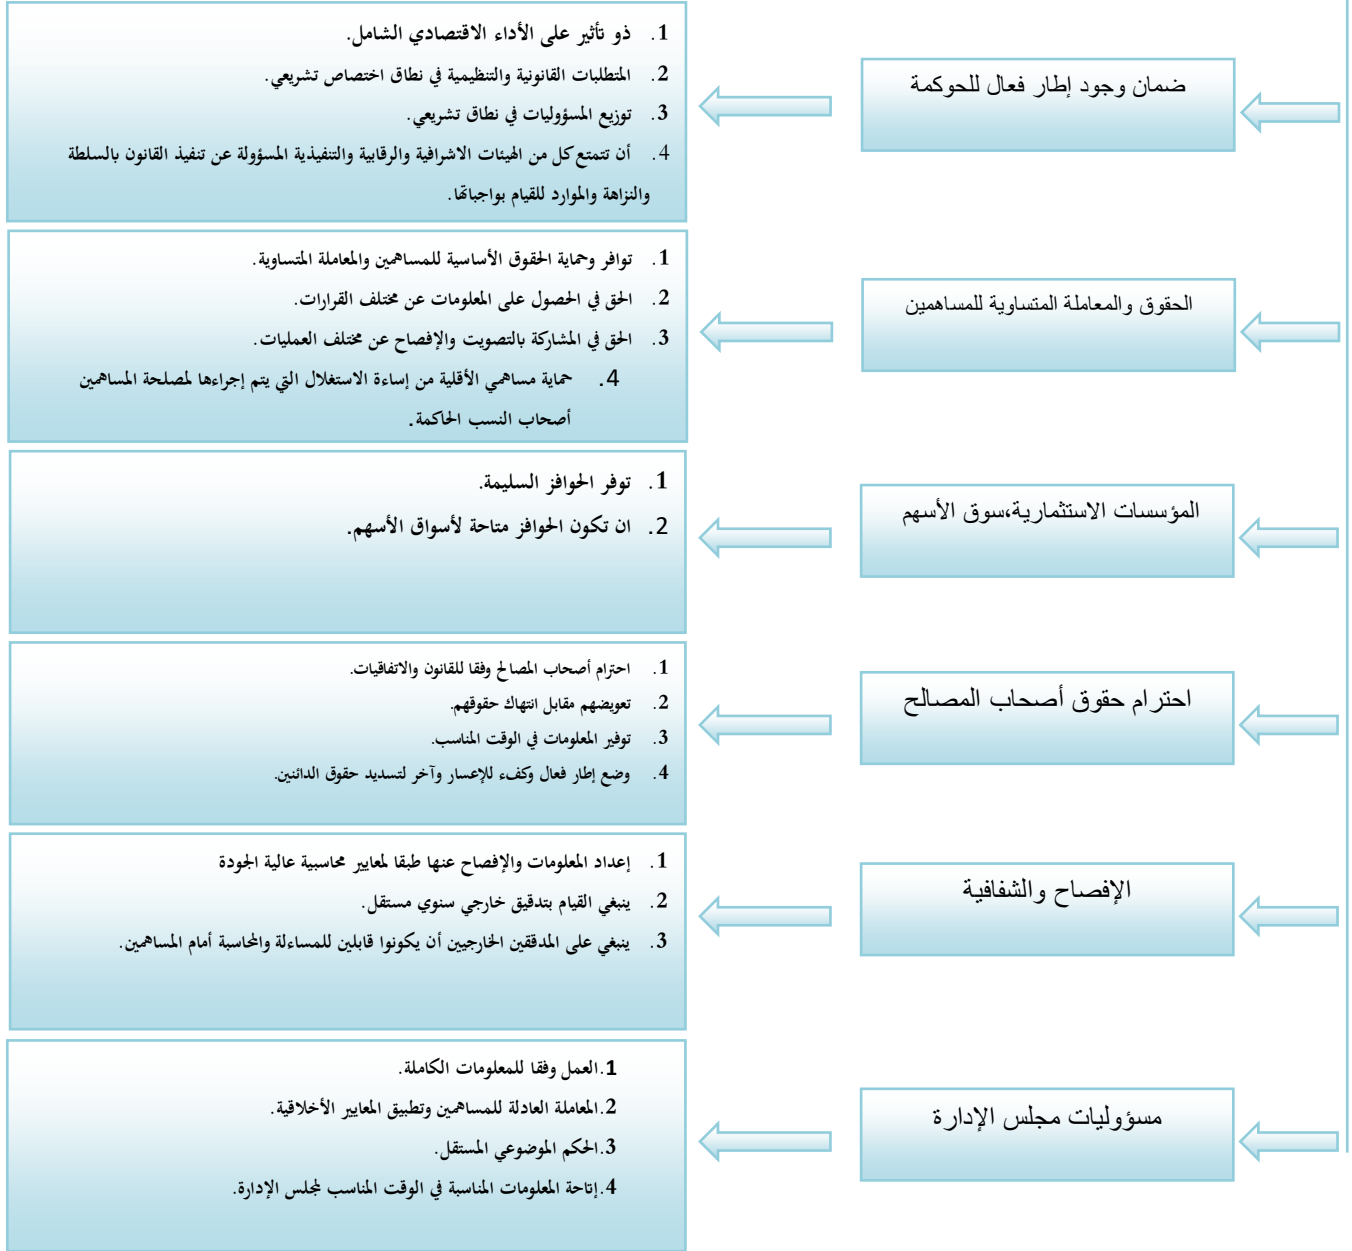 ضمان وجود إطار فعال للحوكمة
1. ذو تأثير على الأداء الاقتصادي الشامل.
2. المتطلبات القانونية والتنظيمية في نطاق اختصاص تشريعي.
3. توزيع المسؤوليات في نطاق تشريعي.
4. أن تتمتع كل من الهيئات الاشرافية والرقابية والتنفيذية المسؤولة عن تنفيذ القانون بالسلطة
والنزاهة والموارد للقيام بواجباتها.
الحقوق والمعاملة المتساوية للمساهمين
1. توافر وحماية الحقوق الأساسية للمساهمين والمعاملة المتساوية.
2. الحق في الحصول على المعلومات عن مختلف القرارات.
3. الحق في المشاركة بالتصويت والإفصاح عن مختلف العمليات.
4. حماية مساهمي الأقلية من إساءة الاستغلال التي يتم إجراءها لمصلحة المساهمين
أصحاب النسب الحاكمة.
المؤسسات الاستثمارية،سوق الأسهم
1. توفر الحوافز السليمة.
2. ان تكون الحوافز متاحة لأسواق الأسهم.
احترام حقوق أصحاب المصالح
1. احترام أصحاب المصالح وفقا للقانون والاتفاقيات.
2. تعويضهم مقابل انتهاك حقوقهم.
3. توفير المعلومات في الوقت المناسب.
4. وضع إطار فعال وكفء للإعسار وآخر لتسديد حقوق الدائنين.
الإفصاح والشفافية
1. إعداد المعلومات والإفصاح عنها طبقا لمعايير محاسبية عالية الجودة
2. ينبغي القيام بتدقيق خارجي سنوي مستقل.
3. ينبغي على المدققين الخارجيين أن يكونوا قابلين للمساءلة والمحاسبة أمام المساهمين.
مسؤوليات مجلس الإدارة
1.العمل وفقا للمعلومات الكاملة.
2.المعاملة العادلة للمساهمين وتطبيق المعايير الأخلاقية.
3.الحكم الموضوعي المستقل.
4.إتاحة المعلومات المناسبة في الوقت المناسب لمجلس الإدارة.